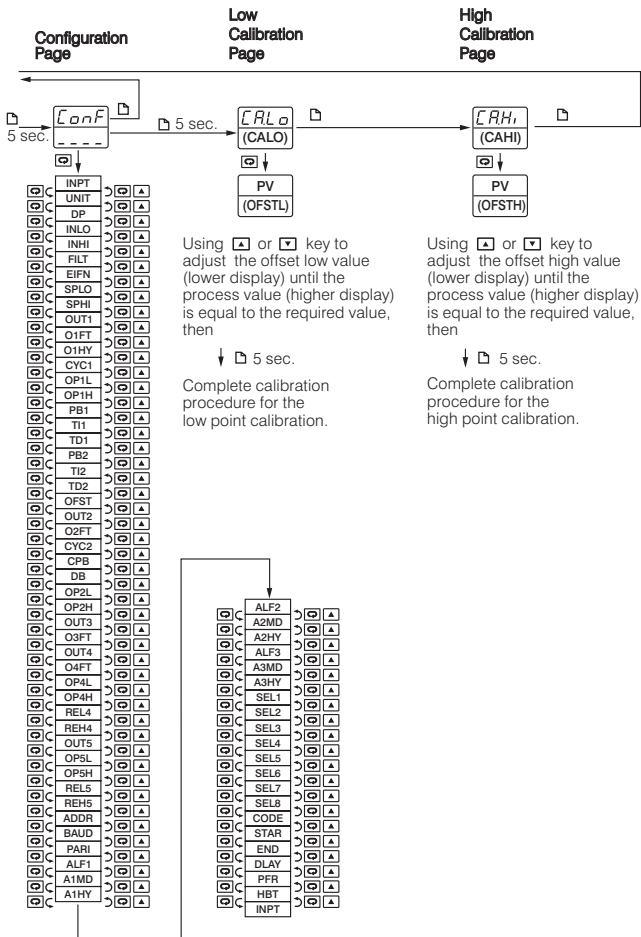 Configuration
Page
Low
Calibration
Page
High
Calibration
Page
5 sec.
ConF
- - - -
5 sec.
CA.Lo
(CALO)
CA.Hi
(CAHI)
PV
(OFSTL)
PV
(OFSTH)
Using or key to
adjust the offset low value
(lower display) until the
process value (higher display)
is equal to the required value,
then
5 sec.
Complete calibration
procedure for the
low point calibration.
Using or key to
adjust the offset high value
(lower display) until the
process value (higher display)
is equal to the required value,
then
5 sec.
Complete calibration
procedure for the
high point calibration.
INPT
UNIT
DP
INLO
INHI
FILT
EIFN
SPLO
SPHI
OUT1
O1FT
O1HY
CYC1
OP1L
OP1H
PB1
TI1
TD1
PB2
TI2
TD2
OFST
OUT2
O2FT
CYC2
CPB
DB
OP2L
OP2H
OUT3
O3FT
OUT4
O4FT
OP4L
OP4H
REL4
REH4
OUT5
OP5L
OP5H
REL5
REH5
ADDR
BAUD
PARI
ALF1
A1MD
A1HY
ALF2
A2MD
A2HY
ALF3
A3MD
A3HY
SEL1
SEL2
SEL3
SEL4
SEL5
SEL6
SEL7
SEL8
CODE
STAR
END
DLAY
PFR
HBT
INPT